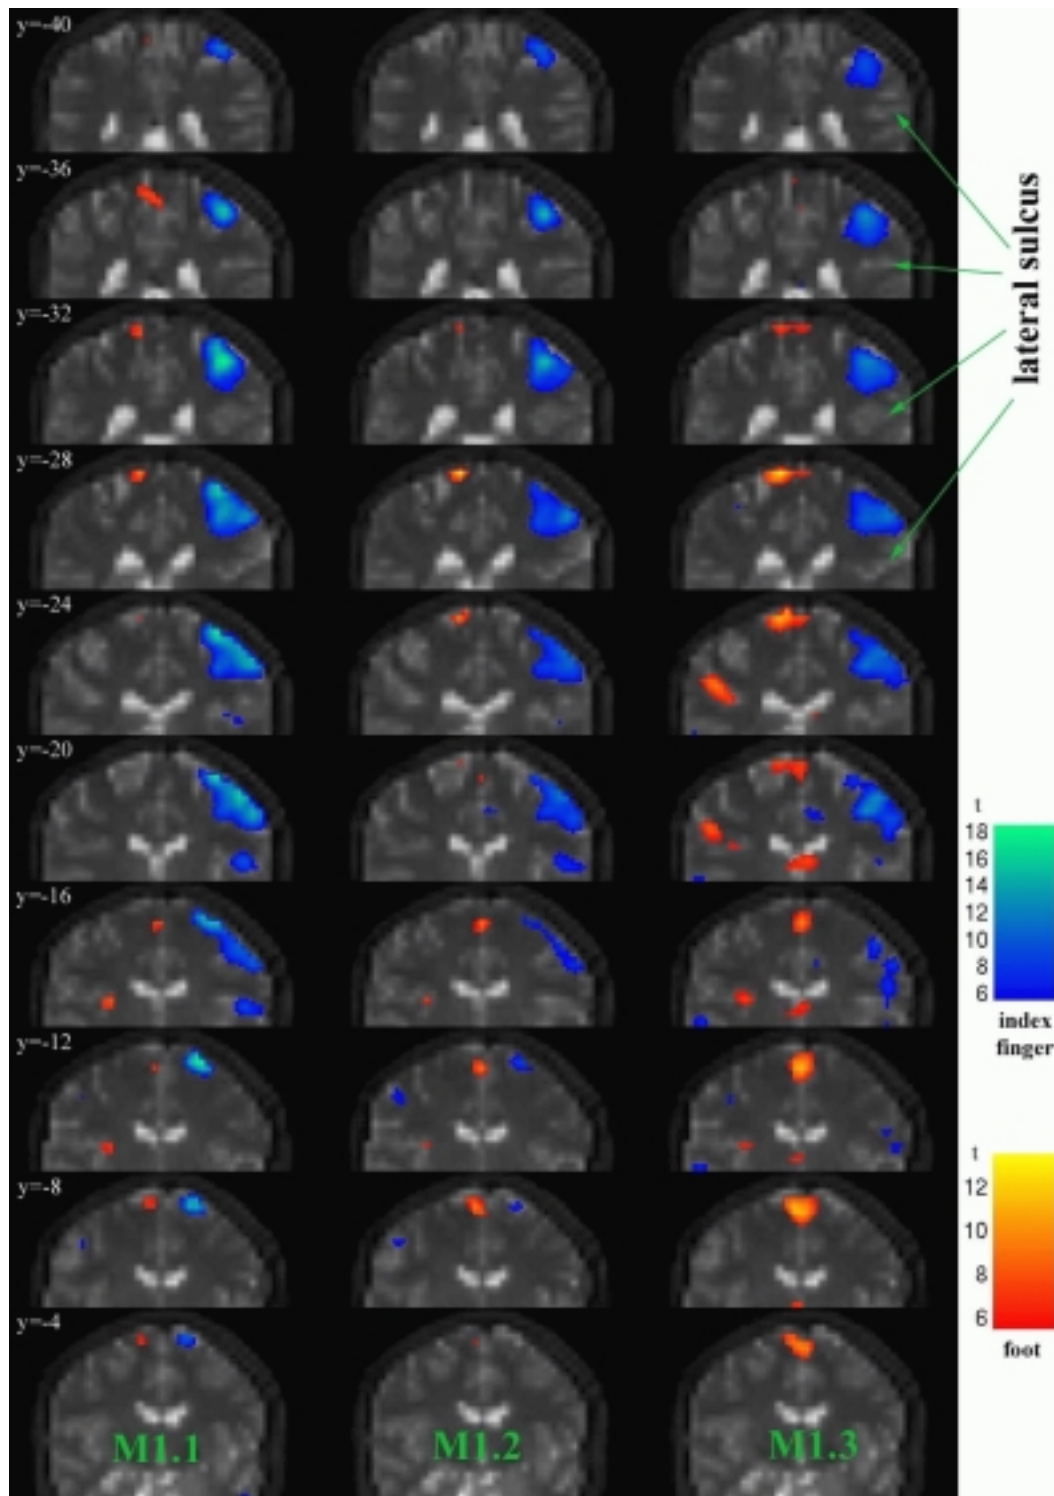 y=-40
y=-36
y=-32
y=-28
y=-24
y=-20
y=-16
y=-12
y=-8
y=-4
M1.1
M1.2
M1.3
lateral sulcus
t
18
16
14
12
10
8
6
index
finger
t
12
10
8
6
foot